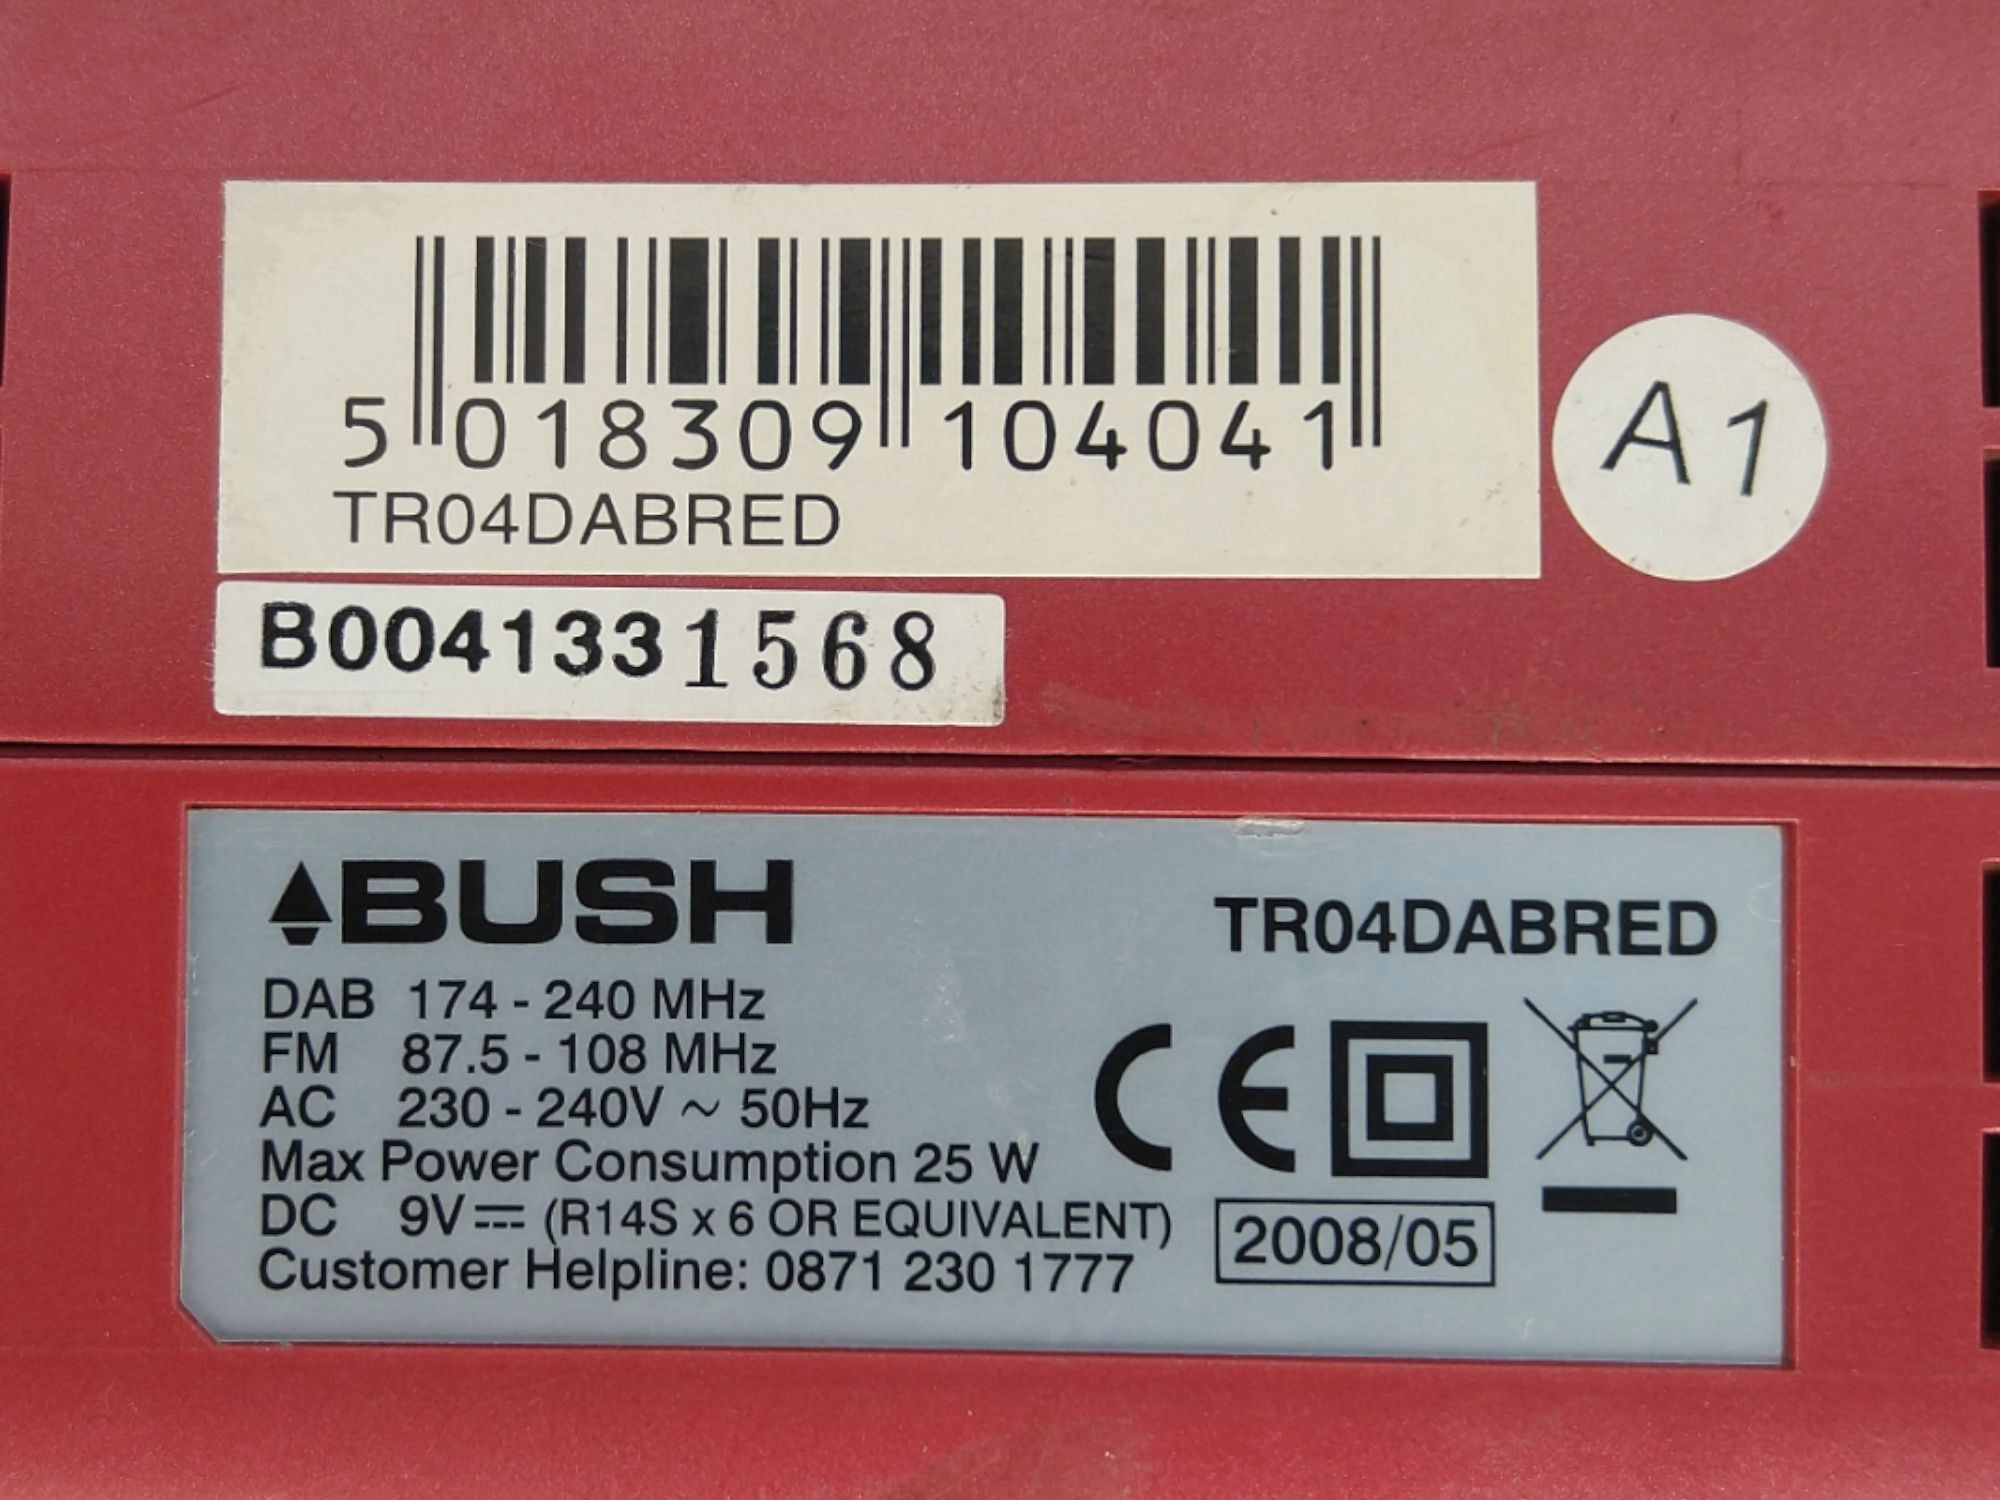 5 018309 104041
TR04DABRED
A1
B0041331568
BUSH
TR04DABRED
DAB 174 - 240 MHz
FM 87.5 - 108 MHz
AC 230 - 240V ~ 50Hz
Max Power Consumption 25 W
DC 9V⎓ (R14S x 6 OR EQUIVALENT)
Customer Helpline: 0871 230 1777
CE
2008/05